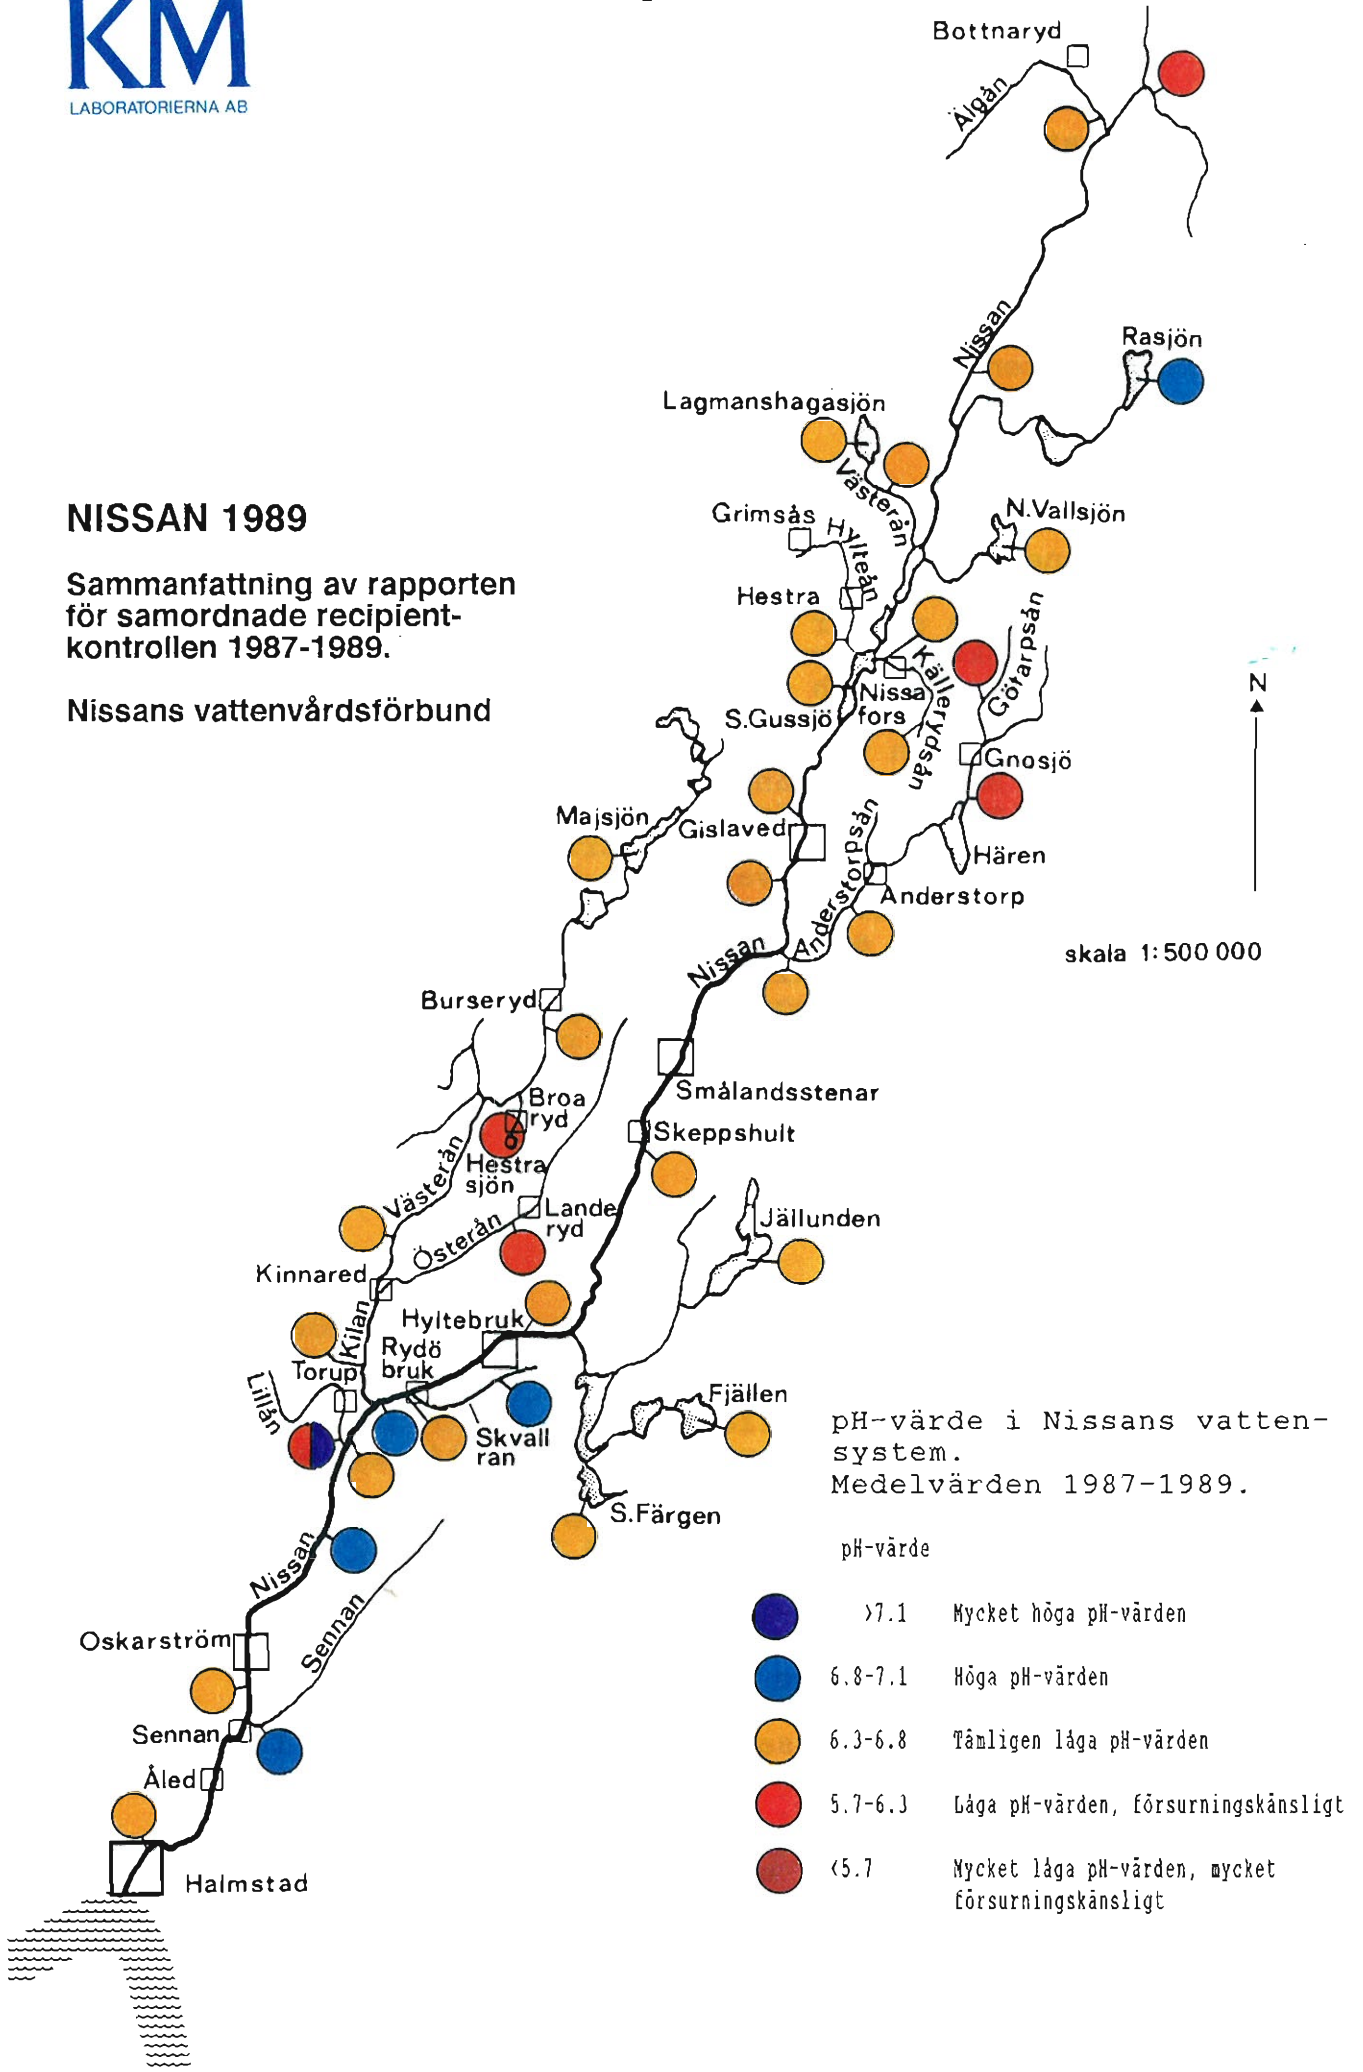 KM
LABORATORIERNA AB
Bottnaryd
Älgån
Nissan
Rasjön
Lagmanshagasjön
Västerån
Grimsås
Hylteån
N.Vallsjön
NISSAN 1989
Sammanfattning av rapporten
för samordnade recipient-
kontrollen 1987-1989.
Nissans vattenvårdsförbund
Hestra
Källerydsån
Götarpsån
Nissa
fors
S.Gussjö
N
Gnosjö
Majsjön
Gislaved
Anderstorpsån
Hären
Anderstorp
Nissan
skala 1:500 000
Burseryd
Smålandsstenar
Broa
ryd
Skeppshult
Hestra
sjön
Västerån
Lande
ryd
Österån
Jällunden
Kinnared
Kilan
Hyltebruk
Rydö
bruk
Torup
Lillån
Fjällen
Skvall
rån
S.Färgen
pH-värde i Nissans vatten-
system.
Medelvärden 1987-1989.
pH-värde
>7.1 Mycket höga pH-värden
6.8-7.1 Höga pH-värden
6.3-6.8 Tämligen låga pH-värden
5.7-6.3 Låga pH-värden, försurningskänsligt
<5.7 Mycket låga pH-värden, mycket
försurningskänsligt
Nissan
Sennan
Oskarström
Sennan
Åled
Halmstad